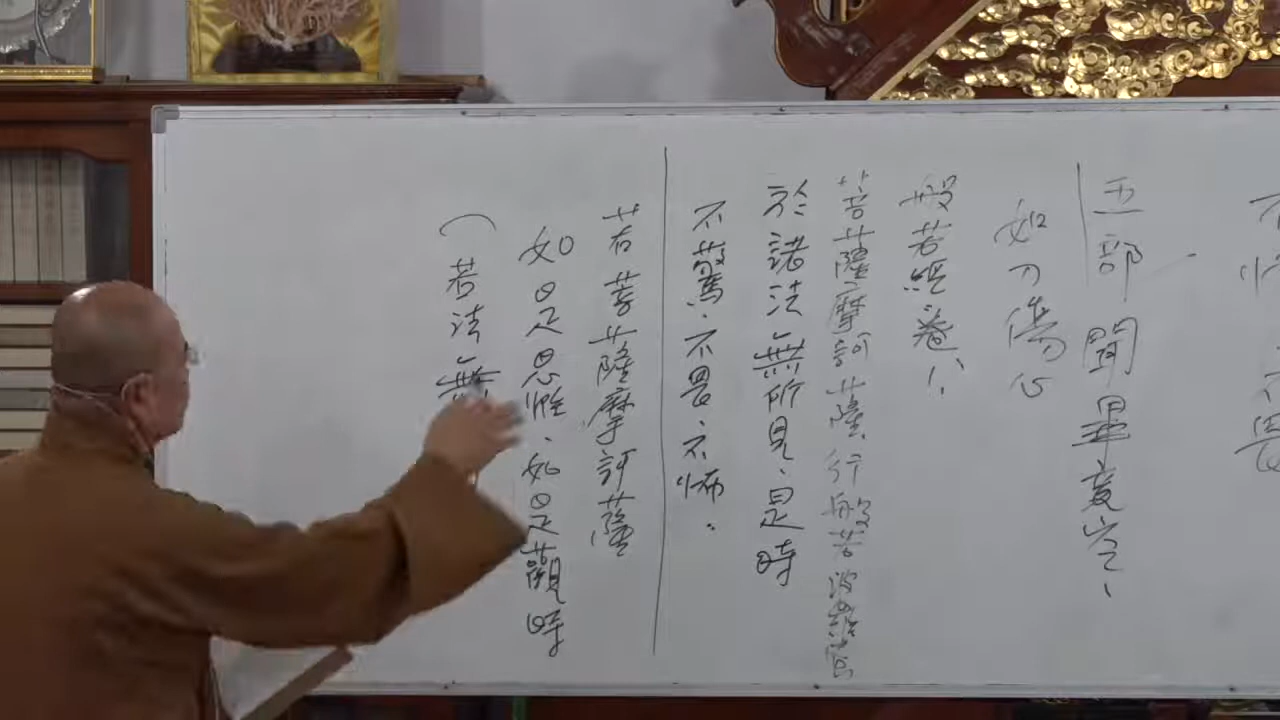 五部聞畢竟空、
如刀傷心
般若經卷八、
菩薩摩訶薩、行般若波羅蜜
於諸法無所見、是時
不驚、不畏、不怖。
若菩薩摩訶薩
如是思惟、如是觀時
（若法無